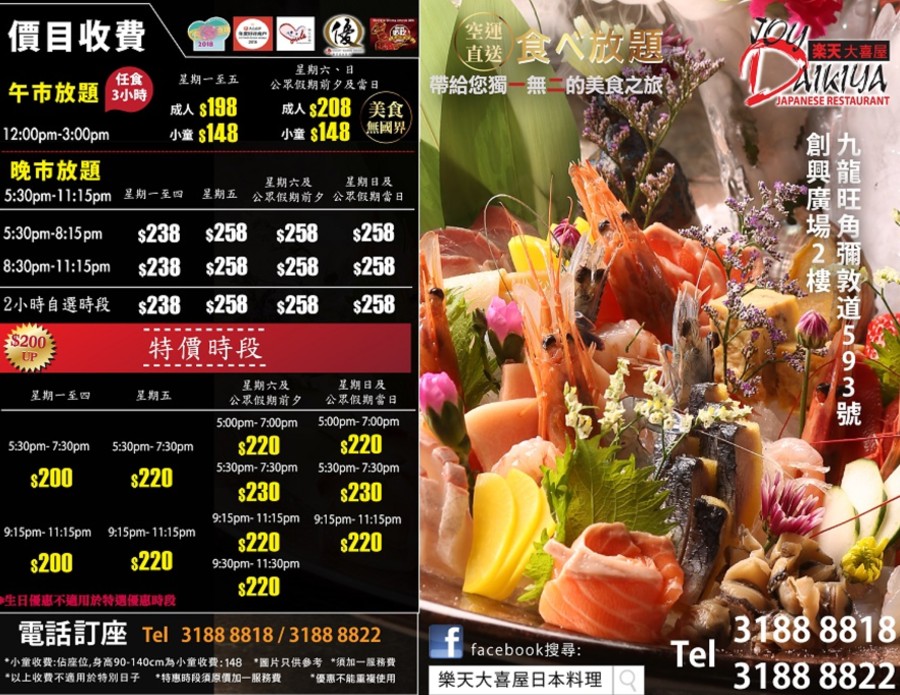 價目收費
2018
2018
優
午市放題
任食
3小時
12:00pm-3:00pm
星期一至五
成人 $198
小童 $148
星期六、日
公眾假期前夕及當日
成人 $208
小童 $148
美食
無國界
晚市放題
5:30pm-11:15pm 星期一至四 星期五 星期六及 公眾假期前夕 星期日及 公眾假期當日
5:30pm-8:15pm $238 $258 $258 $258
8:30pm-11:15pm $238 $258 $258 $258
2小時自選時段 $238 $258 $258 $258
$200
UP
特價時段
星期一至四 星期五 星期六及 公眾假期前夕 星期日及 公眾假期當日
5:00pm-7:00pm 5:00pm-7:00pm
$220 $220
5:30pm-7:30pm 5:30pm-7:30pm 5:30pm-7:30pm 5:30pm-7:30pm
$200 $220 $230 $230
9:15pm-11:15pm 9:15pm-11:15pm 9:15pm-11:15pm 9:15pm-11:15pm
$200 $220 $220 $220
9:30pm-11:30pm
$220
生日優惠不適用於特選優惠時段
電話訂座 Tel 3188 8818 / 3188 8822
*小童收費:佔座位,身高90-140cm為小童收費:148 *圖片只供參考 *須加一服務費
*以上收費不適用於特別日子 *特惠時段須原價加一服務費 *優惠不能重複使用
空運
直送
食べ放題
帶給您獨一無二的美食之旅
JOY
樂天大喜屋
DAIKIYA
JAPANESE RESTAURANT
九龍旺角彌敦道593號
創興廣場2樓
facebook搜尋:
樂天大喜屋日本料理
Tel 3188 8818
3188 8822